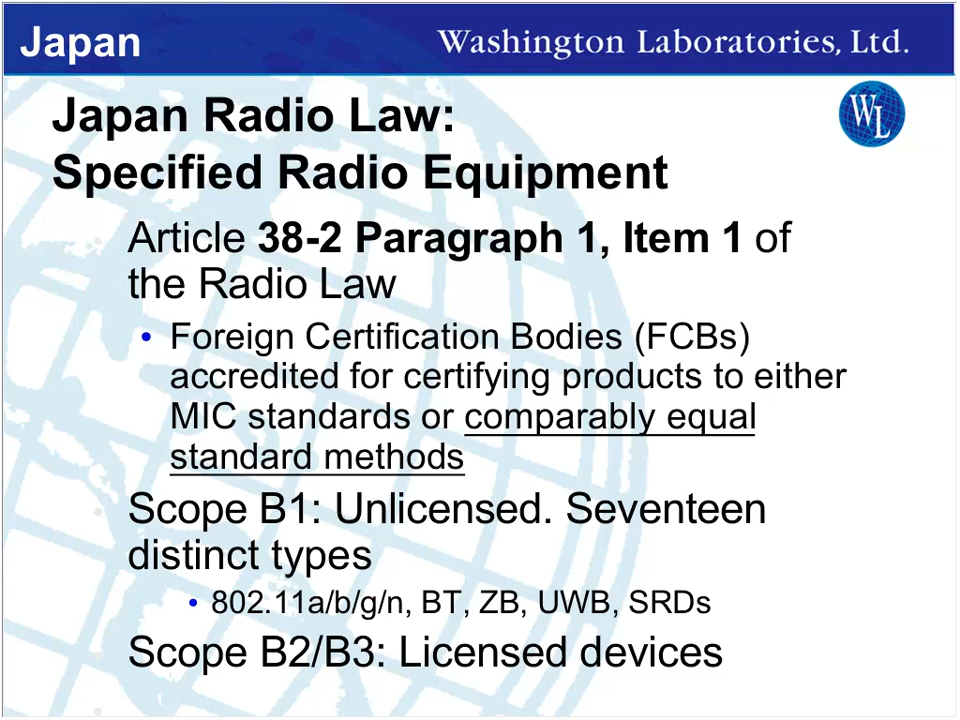 Japan
Washington Laboratories, Ltd.
WL
Japan Radio Law:
Specified Radio Equipment
Article 38-2 Paragraph 1, Item 1 of
the Radio Law
• Foreign Certification Bodies (FCBs)
accredited for certifying products to either
MIC standards or comparably equal
standard methods
Scope B1: Unlicensed. Seventeen
distinct types
• 802.11a/b/g/n, BT, ZB, UWB, SRDs
Scope B2/B3: Licensed devices